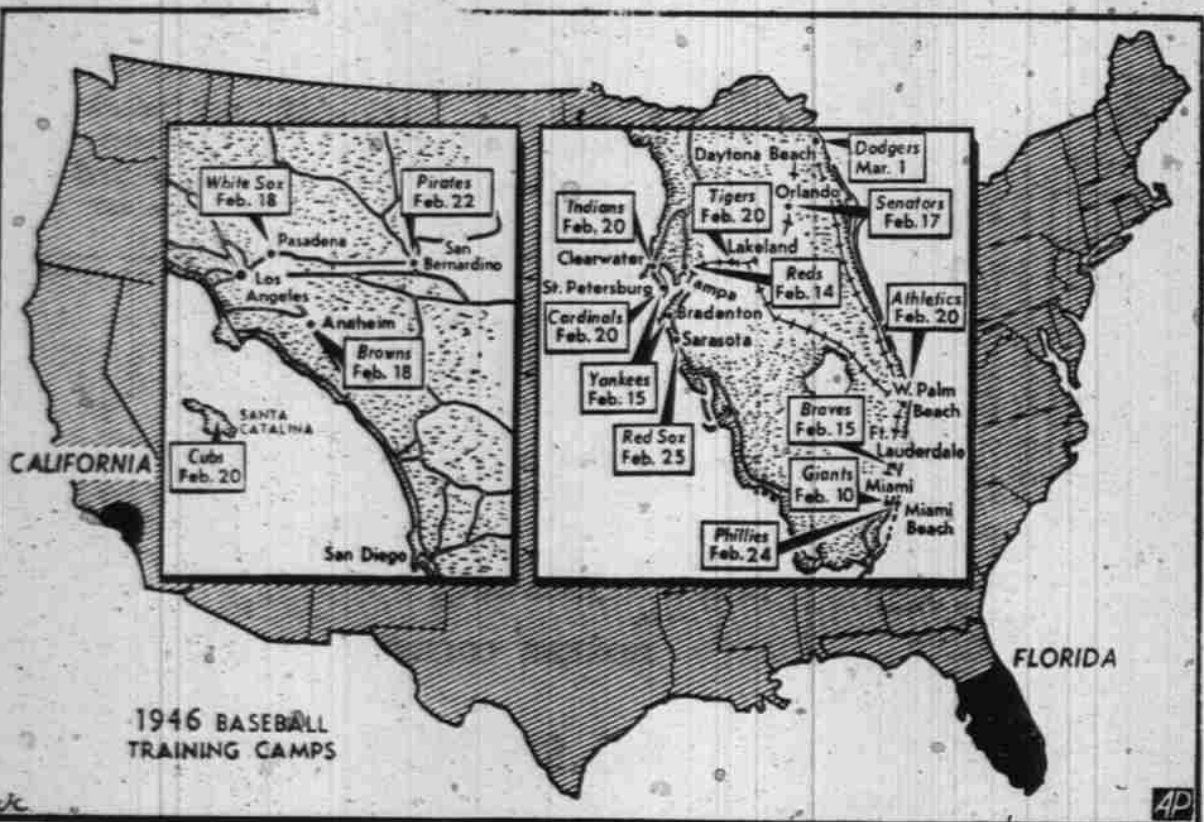 White Sox
Feb. 18
Pirates
Feb. 22
Pasadena
San
Bernardino
Los
Angeles
Anaheim
Browns
Feb. 18
SANTA
CATALINA
Cubs
Feb. 20
San Diego
CALIFORNIA
Daytona Beach
Dodgers
Mar. 1
Indians
Feb. 20
Tigers
Feb. 20
Orlando
Senators
Feb. 17
Clearwater
Lakeland
St. Petersburg
Tampa
Reds
Feb. 14
Cardinals
Feb. 20
Bradenton
Sarasota
Athletics
Feb. 20
Yankees
Feb. 15
W. Palm
Beach
Braves
Feb. 15
Ft.
Lauderdale
Red Sox
Feb. 25
Giants
Feb. 10
Miami
Miami
Beach
Phillies
Feb. 24
FLORIDA
1946 BASEBALL
TRAINING CAMPS
AP